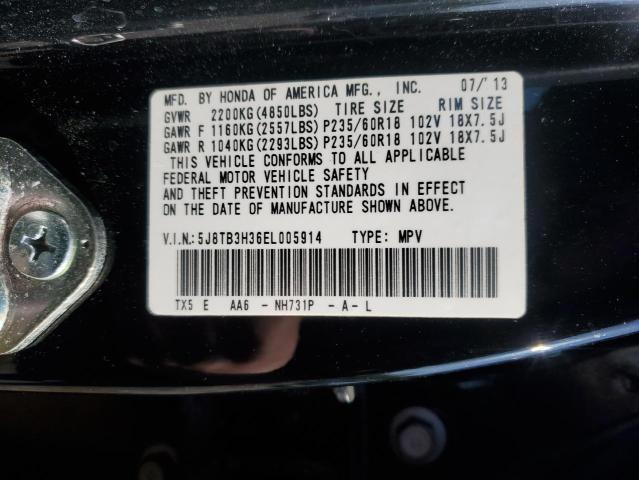 MFD. BY HONDA OF AMERICA MFG., INC. 07/'13
GVWR 2200KG(4850LBS) TIRE SIZE RIM SIZE
GAWR F 1160KG(2557LBS) P235/60R18 102V 18X7.5J
GAWR R 1040KG(2293LBS) P235/60R18 102V 18X7.5J
THIS VEHICLE CONFORMS TO ALL APPLICABLE
FEDERAL MOTOR VEHICLE SAFETY
AND THEFT PREVENTION STANDARDS IN EFFECT
ON THE DATE OF MANUFACTURE SHOWN ABOVE.
V.I.N.: 5J8TB3H36EL005914 TYPE: MPV
TX5 E AA6 - NH731P - A - L